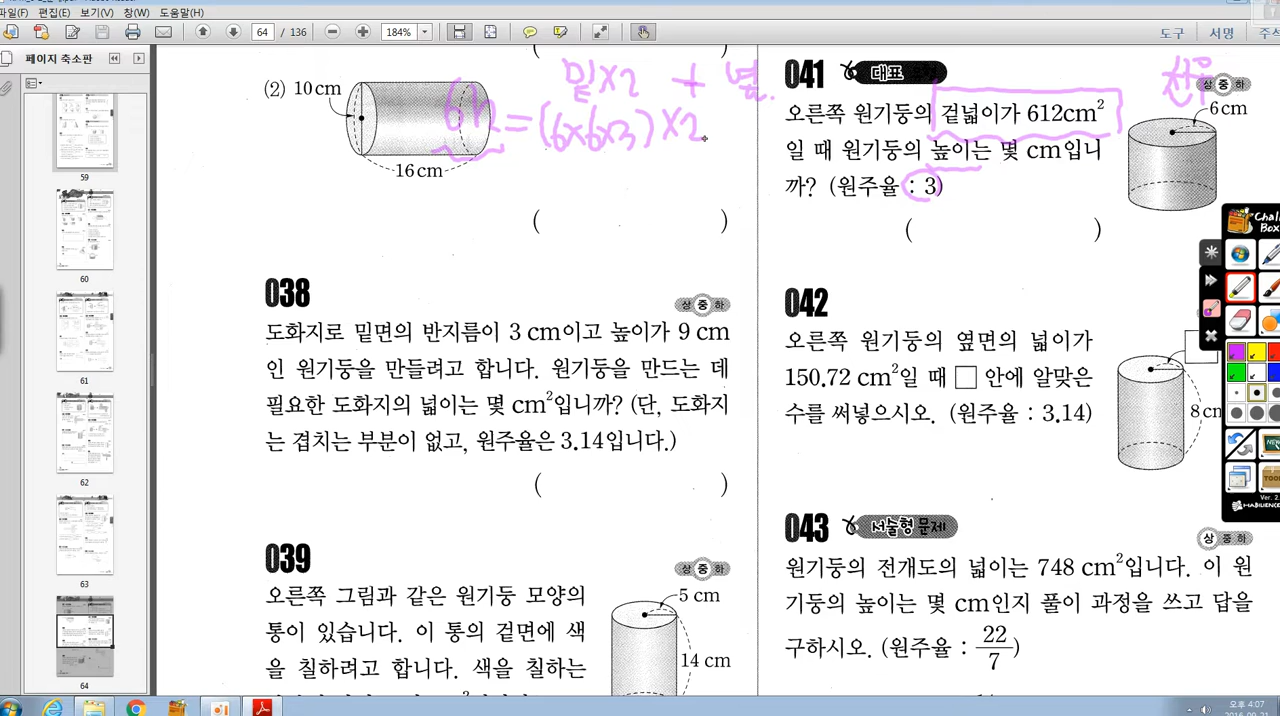 파일(F) 편집(E) 보기(V) 창(W) 도움말(H)
64 / 136
184%
도구
서명
주석
페이지 축소판
59
60
61
62
63
64
(2) 10 cm
16 cm
( )
밑×2 + 옆
= (6×6×3)×2
038
상 중 하
도화지로 밑면의 반지름이 3 cm이고 높이가 9 cm
인 원기둥을 만들려고 합니다. 원기둥을 만드는 데
필요한 도화지의 넓이는 몇 cm²입니까? (단, 도화지
는 겹치는 부분이 없고, 원주율은 3.14입니다.)
( )
039
상 중 하
오른쪽 그림과 같은 원기둥 모양의
통이 있습니다. 이 통의 겉면에 색
을 칠하려고 합니다. 색을 칠하는
5 cm
14 cm
041 대표
상 중 하
오른쪽 원기둥의 겉넓이가 612cm²
일 때 원기둥의 높이는 몇 cm입니
까? (원주율 : 3)
6 cm
( )
042
오른쪽 원기둥의 옆면의 넓이가
150.72 cm²일 때 □ 안에 알맞은
수를 써넣으시오. (원주율 : 3.14)
8 cm
043 서술형 문제
상 중 하
원기둥의 전개도의 넓이는 748 cm²입니다. 이 원
기둥의 높이는 몇 cm인지 풀이 과정을 쓰고 답을
구하시오. (원주율 : 22/7)
Chal
Box
NEW
TOO
Ver. 2.
HABILIENCE
오후 4:07
2016-09-21